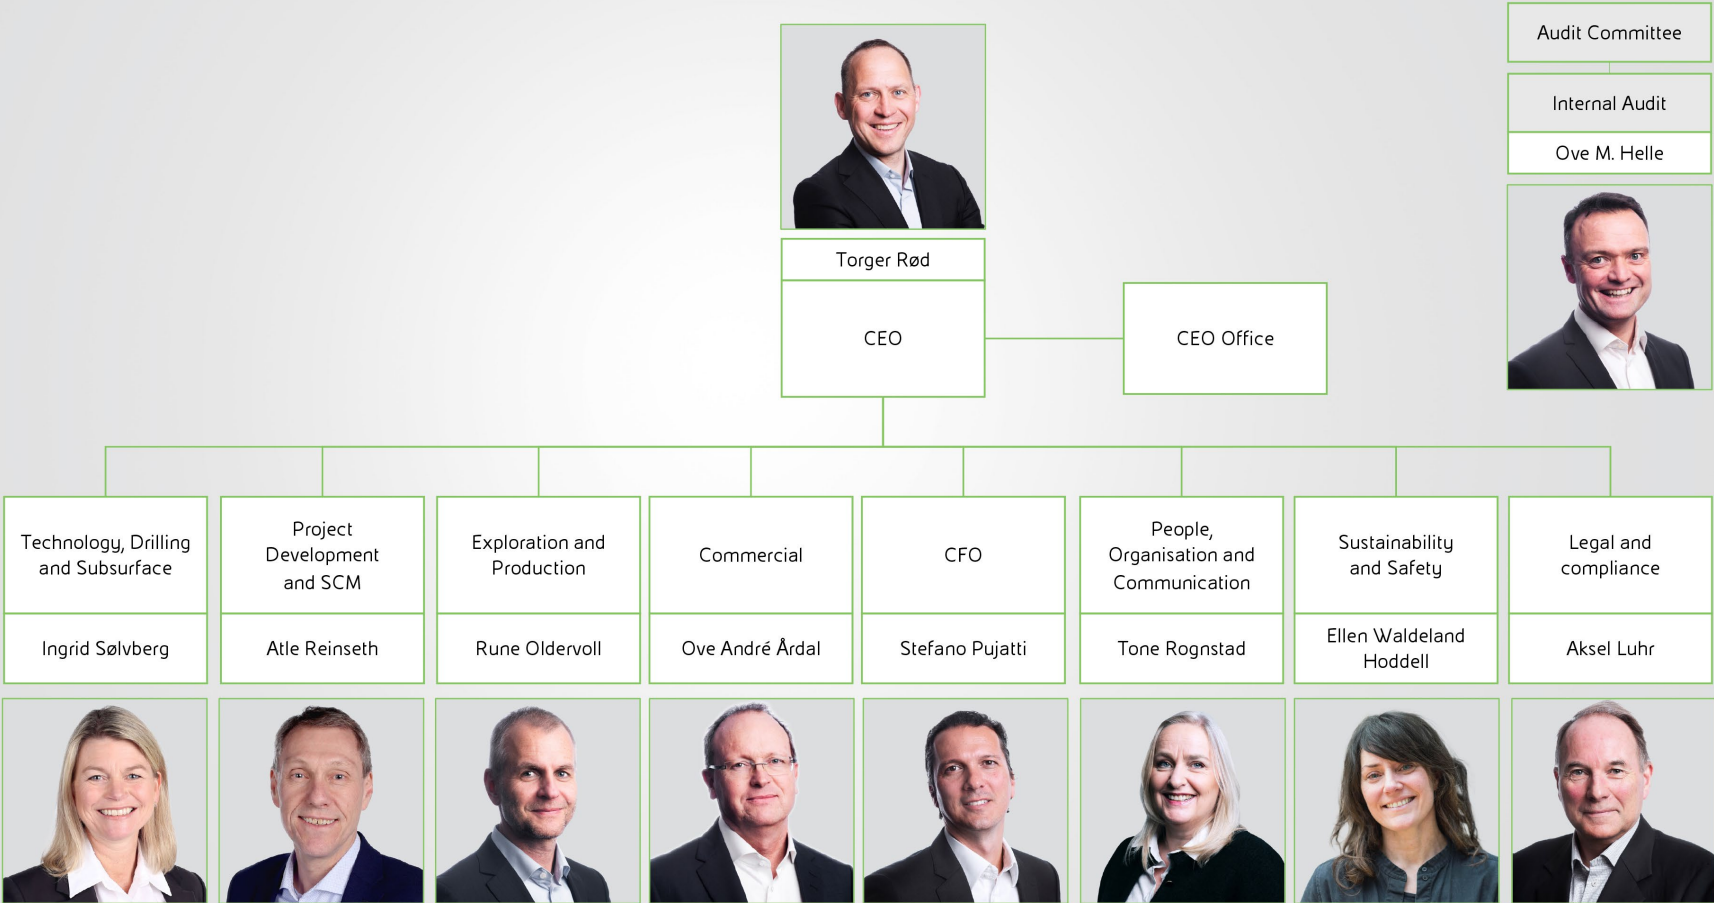 Audit Committee
Internal Audit
Ove M. Helle
Torger Rød
CEO
CEO Office
Technology, Drilling
and Subsurface
Ingrid Sølvberg
Project
Development
and SCM
Atle Reinseth
Exploration and
Production
Rune Oldervoll
Commercial
Ove André Årdal
CFO
Stefano Pujatti
People,
Organisation and
Communication
Tone Rognstad
Sustainability
and Safety
Ellen Waldeland
Hoddell
Legal and
compliance
Aksel Luhr